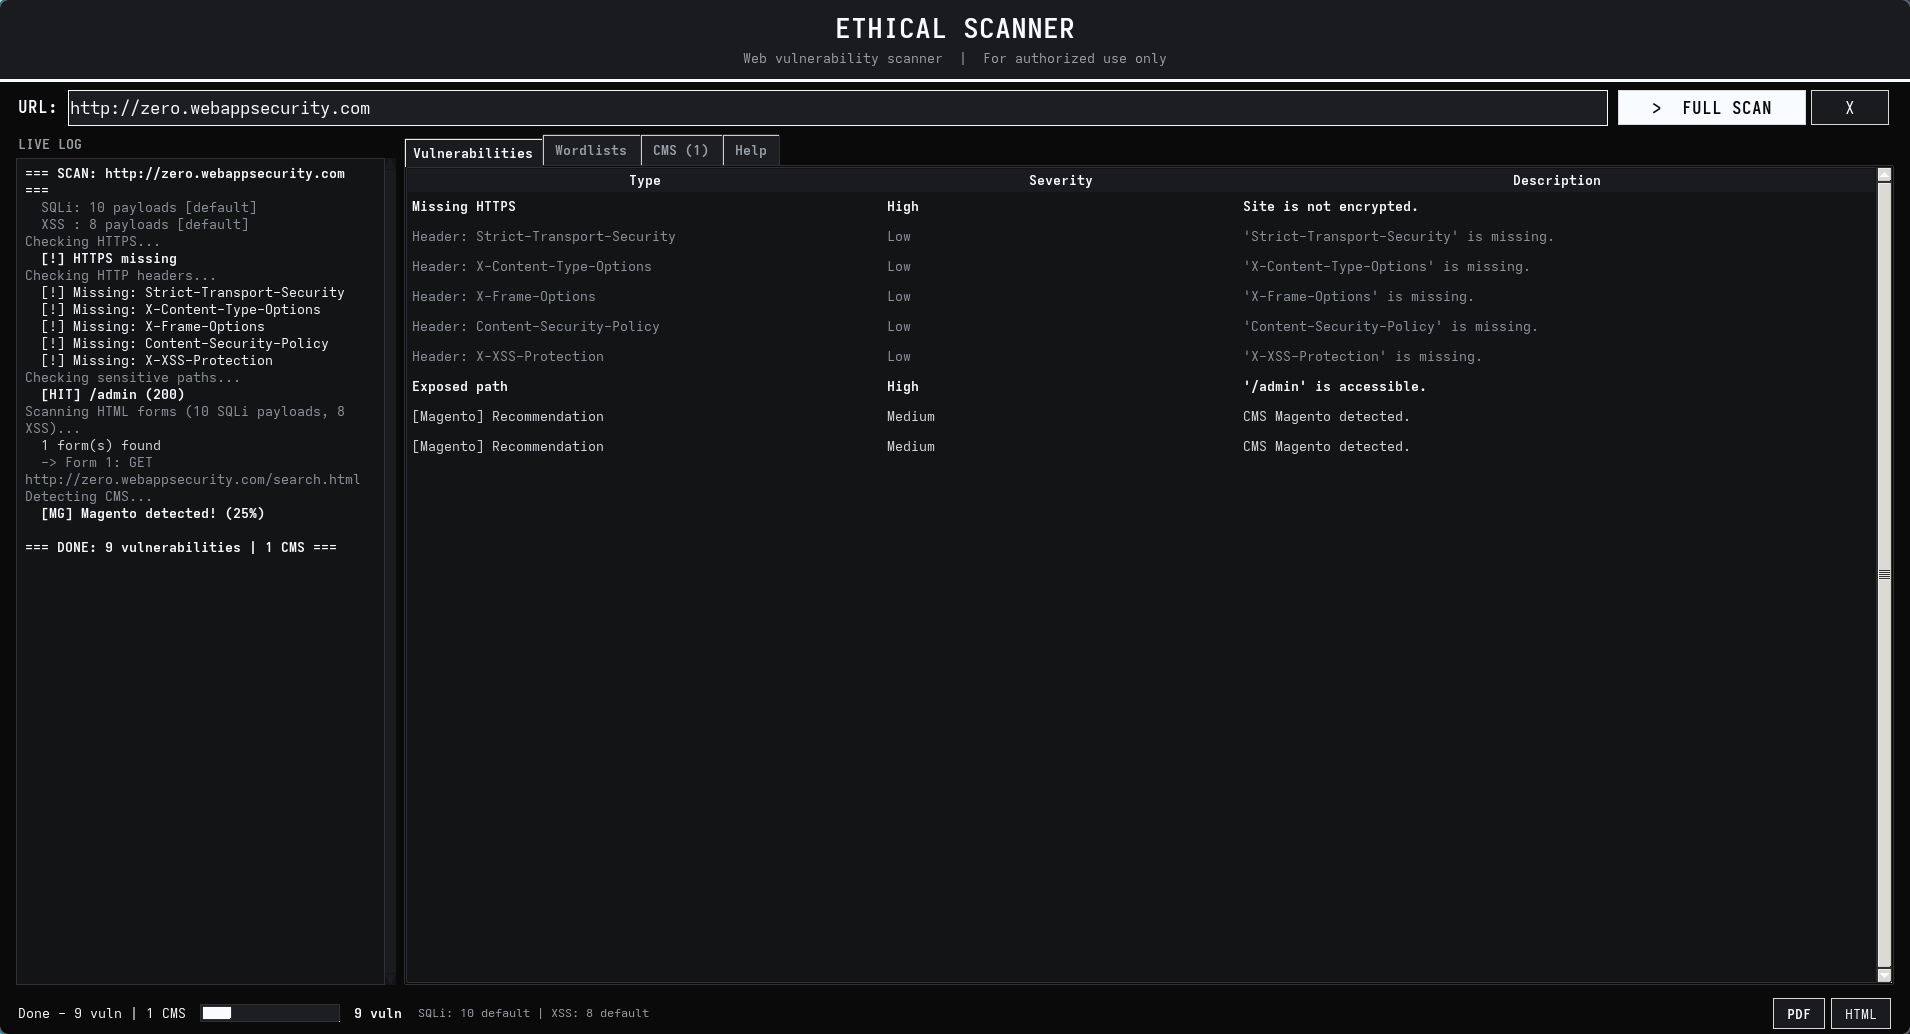 ETHICAL SCANNER
Web vulnerability scanner | For authorized use only
URL: http://zero.webappsecurity.com > FULL SCAN X
LIVE LOG
=== SCAN: http://zero.webappsecurity.com
===
SQLi: 10 payloads [default]
XSS : 8 payloads [default]
Checking HTTPS...
[!] HTTPS missing
Checking HTTP headers...
[!] Missing: Strict-Transport-Security
[!] Missing: X-Content-Type-Options
[!] Missing: X-Frame-Options
[!] Missing: Content-Security-Policy
[!] Missing: X-XSS-Protection
Checking sensitive paths...
[HIT] /admin (200)
Scanning HTML forms (10 SQLi payloads, 8
XSS)...
1 form(s) found
-> Form 1: GET
http://zero.webappsecurity.com/search.html
Detecting CMS...
[MG] Magento detected! (25%)
=== DONE: 9 vulnerabilities | 1 CMS ===
Vulnerabilities Wordlists CMS (1) Help
Type Severity Description
Missing HTTPS High Site is not encrypted.
Header: Strict-Transport-Security Low 'Strict-Transport-Security' is missing.
Header: X-Content-Type-Options Low 'X-Content-Type-Options' is missing.
Header: X-Frame-Options Low 'X-Frame-Options' is missing.
Header: Content-Security-Policy Low 'Content-Security-Policy' is missing.
Header: X-XSS-Protection Low 'X-XSS-Protection' is missing.
Exposed path High '/admin' is accessible.
[Magento] Recommendation Medium CMS Magento detected.
[Magento] Recommendation Medium CMS Magento detected.
Done - 9 vuln | 1 CMS 9 vuln SQLi: 10 default | XSS: 8 default PDF HTML